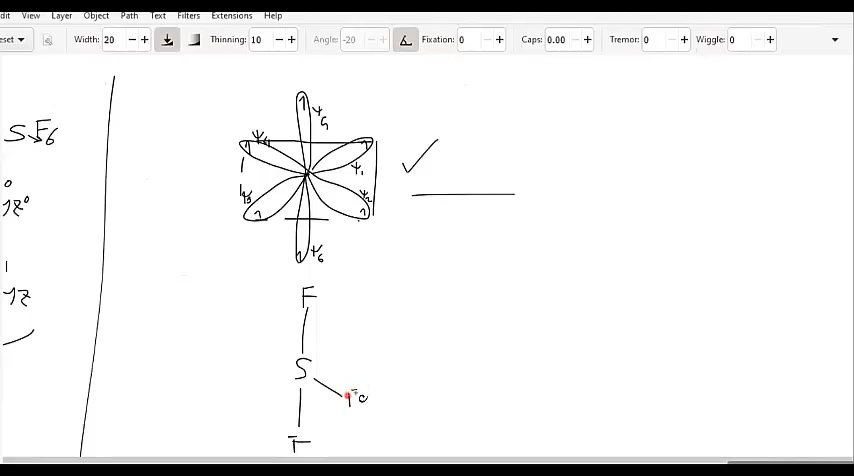 dit View Layer Object Path Text Filters Extensions Help
eset Width: 20 − + Thinning: 10 − + Angle: -20 − + Fixation: 0 − + Caps: 0.00 − + Tremor: 0 − + Wiggle: 0 − +
SF6
ψ5
ψ4
ψ1
ψ3 ψ2
ψ6
F
S
F